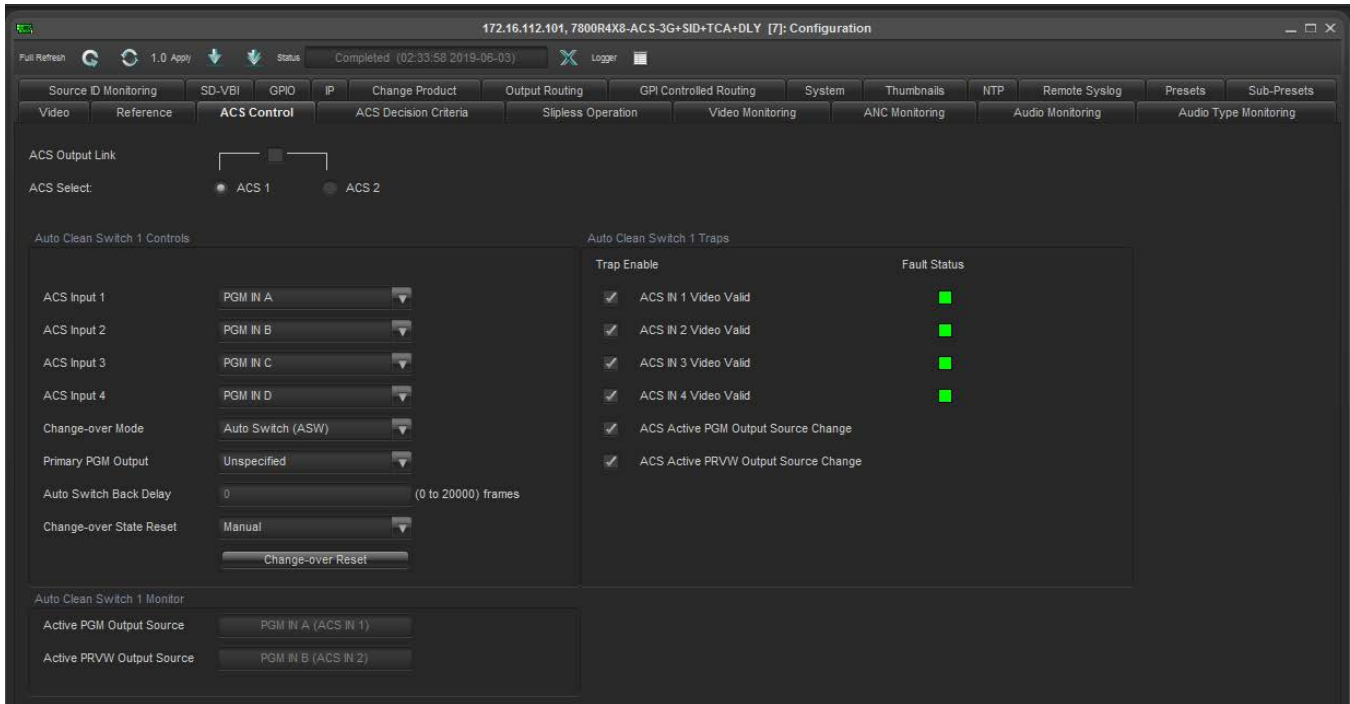 172.16.112.101, 7800R4X8-ACS-3G+SID+TCA+DLY [7]: Configuration
Full Refresh 1.0 Apply Status Completed (02:33:58 2019-06-03) Logger
Source ID Monitoring SD-VBI GPIO IP Change Product Output Routing GPI Controlled Routing System Thumbnails NTP Remote Syslog Presets Sub-Presets
Video Reference ACS Control ACS Decision Criteria Slipless Operation Video Monitoring ANC Monitoring Audio Monitoring Audio Type Monitoring
ACS Output Link
ACS Select: ACS 1 ACS 2
Auto Clean Switch 1 Controls
ACS Input 1 PGM IN A
ACS Input 2 PGM IN B
ACS Input 3 PGM IN C
ACS Input 4 PGM IN D
Change-over Mode Auto Switch (ASW)
Primary PGM Output Unspecified
Auto Switch Back Delay 0 (0 to 20000) frames
Change-over State Reset Manual
Change-over Reset
Auto Clean Switch 1 Traps
Trap Enable Fault Status
ACS IN 1 Video Valid
ACS IN 2 Video Valid
ACS IN 3 Video Valid
ACS IN 4 Video Valid
ACS Active PGM Output Source Change
ACS Active PRVW Output Source Change
Auto Clean Switch 1 Monitor
Active PGM Output Source PGM IN A (ACS IN 1)
Active PRVW Output Source PGM IN B (ACS IN 2)